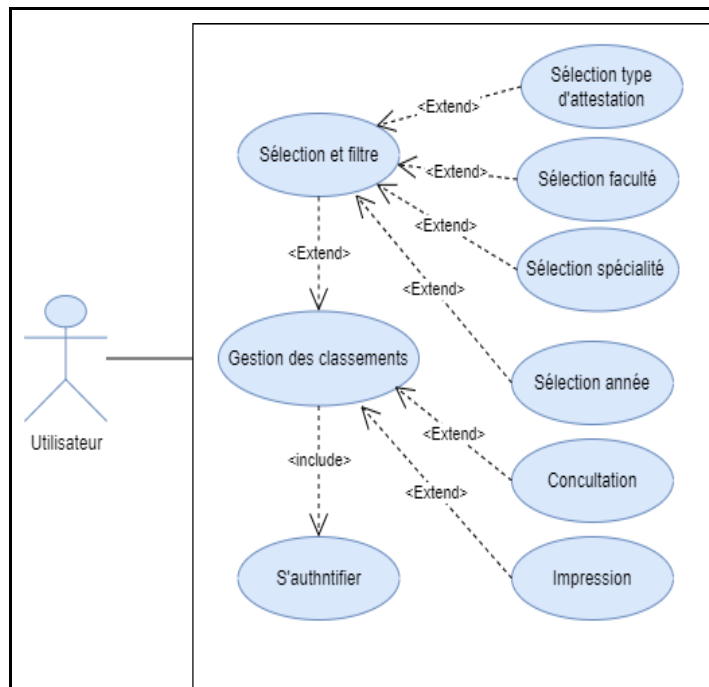 Sélection type
d'attestation
<Extend>
Sélection et filtre
<Extend>
Sélection faculté
<Extend>
Sélection spécialité
<Extend>
<Extend>
Gestion des classements
Sélection année
Utilisateur
<Extend>
<include>
Concultation
<Extend>
S'authntifier
Impression